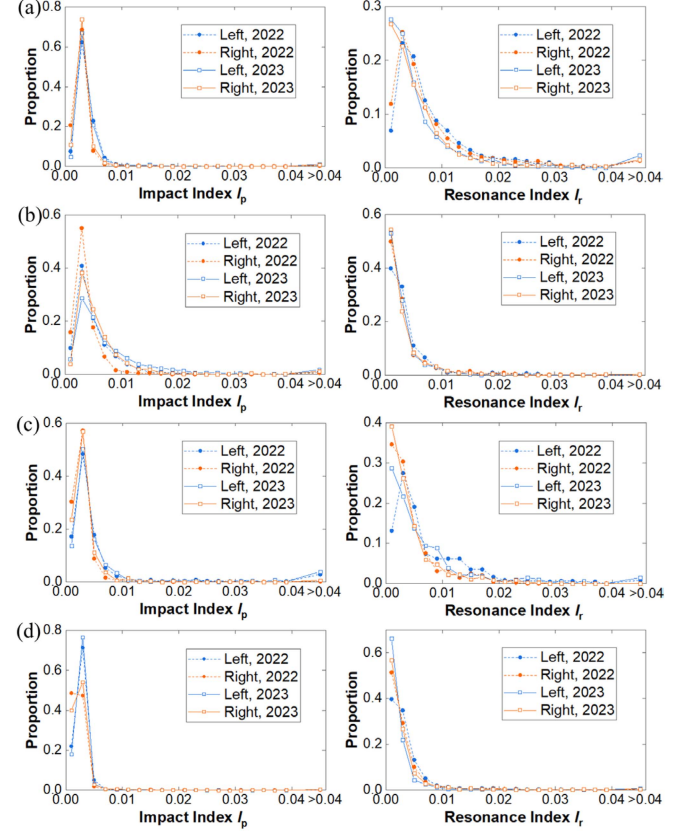 (a)
0.8
0.6
0.4
0.2
0.0
Proportion
Left, 2022
Right, 2022
Left, 2023
Right, 2023
0.00 0.01 0.02 0.03 0.04 >0.04
Impact Index Ip
0.3
0.2
0.1
0.0
Proportion
Left, 2022
Right, 2022
Left, 2023
Right, 2023
0.00 0.01 0.02 0.03 0.04 >0.04
Resonance Index Ir
(b)
0.6
0.4
0.2
0.0
Proportion
Left, 2022
Right, 2022
Left, 2023
Right, 2023
0.00 0.01 0.02 0.03 0.04 >0.04
Impact Index Ip
0.6
0.4
0.2
0.0
Proportion
Left, 2022
Right, 2022
Left, 2023
Right, 2023
0.00 0.01 0.02 0.03 0.04 >0.04
Resonance Index Ir
(c)
0.6
0.4
0.2
0.0
Proportion
Left, 2022
Right, 2022
Left, 2023
Right, 2023
0.00 0.01 0.02 0.03 0.04 >0.04
Impact Index Ip
0.4
0.3
0.2
0.1
0.0
Proportion
Left, 2022
Right, 2022
Left, 2023
Right, 2023
0.00 0.01 0.02 0.03 0.04 >0.04
Resonance Index Ir
(d)
0.8
0.6
0.4
0.2
0.0
Proportion
Left, 2022
Right, 2022
Left, 2023
Right, 2023
0.00 0.01 0.02 0.03 0.04 >0.04
Impact Index Ip
0.6
0.4
0.2
0.0
Proportion
Left, 2022
Right, 2022
Left, 2023
Right, 2023
0.00 0.01 0.02 0.03 0.04 >0.04
Resonance Index Ir